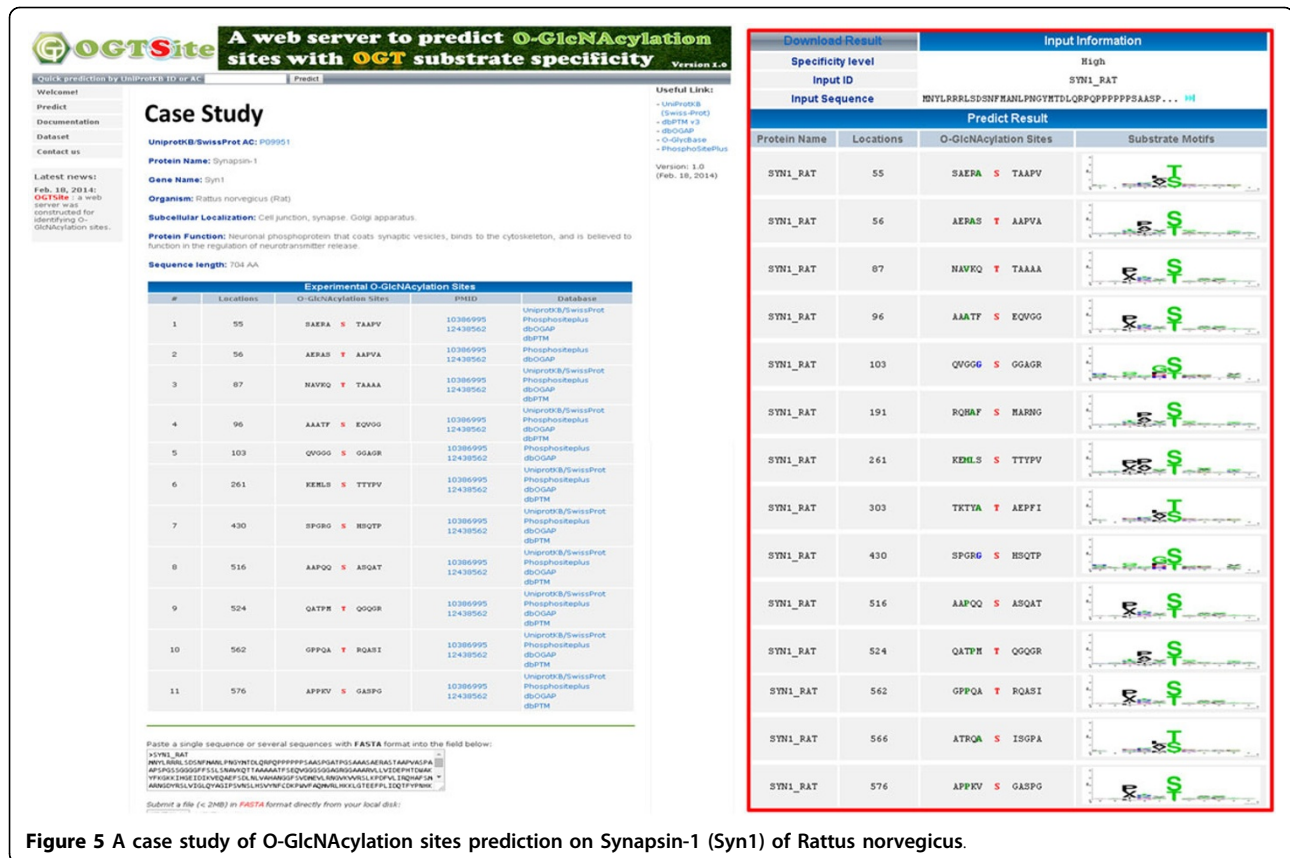 OGTSite
A web server to predict O-GlcNAcylation
sites with OGT substrate specificity Version 1.0
Quick prediction by UniProtKB ID or AC Predict
Welcome!
Predict
Documentation
Dataset
Contact us
Latest news:
Feb. 18, 2014:
OGTSite : a web
server was
constructed for
identifying O-
GlcNAcylation sites.
Case Study
UniprotKB/SwissProt AC: P09951
Protein Name: Synapsin-1
Gene Name: Syn1
Organism: Rattus norvegicus (Rat)
Subcellular Localization: Cell junction, synapse. Golgi apparatus.
Protein Function: Neuronal phosphoprotein that coats synaptic vesicles, binds to the cytoskeleton, and is believed to
function in the regulation of neurotransmitter release.
Sequence length: 704 AA
Experimental O-GlcNAcylation Sites
# Locations O-GlcNAcylation Sites PMID Database
1 55 SAERA S TAAPV 10386995 12438562 UniprotKB/SwissProt Phosphositeplus dbOGAP dbPTM
2 56 AERAS T AAPVA 10386995 12438562 Phosphositeplus dbOGAP
3 87 NAVKQ T TAAAA 10386995 12438562 UniprotKB/SwissProt Phosphositeplus dbOGAP dbPTM
4 96 AAATF S EQVGG 10386995 12438562 UniprotKB/SwissProt Phosphositeplus dbOGAP dbPTM
5 103 QVGGG S GGAGR 10386995 12438562 Phosphositeplus dbOGAP
6 261 KEMLS S TTYPV 10386995 12438562 UniprotKB/SwissProt Phosphositeplus dbOGAP dbPTM
7 430 SPGRG S HSQTP 10386995 12438562 UniprotKB/SwissProt Phosphositeplus dbOGAP dbPTM
8 516 AAPQQ S ASQAT 10386995 12438562 UniprotKB/SwissProt Phosphositeplus dbOGAP dbPTM
9 524 QATPM T QGQGR 10386995 12438562 UniprotKB/SwissProt Phosphositeplus dbOGAP dbPTM
10 562 GPPQA T RQASI 10386995 12438562 UniprotKB/SwissProt Phosphositeplus dbOGAP dbPTM
11 576 APPKV S GASPG 10386995 12438562 UniprotKB/SwissProt Phosphositeplus dbOGAP dbPTM
Paste a single sequence or several sequences with FASTA format into the field below:
>SYN1_RAT
MNYLRRRLSDSNFMANLPNGYMTDLQRPQPPPPPPSAASPGATPGSAAASAERASTAAPVASPA
APSPGSSGGGGFFSSLSNAVKQTTAAAAATFSEQVGGGSGGAGRGGAAARVLLVIDEPHTDWAK
YFKGKKIHGEIDIKVEQAEFSDLNLVAHANGGFSVDMEVLRNGVKVVRSLKPDFVLIRQHAFSM
ARNGDYRSLVIGLQYAGIPSVNSLHSVYNFCDKPWVFAQMVRLHKKLGTEEFPLIDQTFYPNHK
Submit a file (< 2MB) in FASTA format directly from your local disk:
Useful Link:
- UniProtKB
(Swiss-Prot)
- dbPTM v3
- dbOGAP
- O-GlycBase
- PhosphoSitePlus
Version: 1.0
(Feb. 18, 2014)
Download Result Input Information
Specificity level High
Input ID SYN1_RAT
Input Sequence MNYLRRRLSDSNFMANLPNGYMTDLQRPQPPPPPPSAASP...
Predict Result
Protein Name Locations O-GlcNAcylation Sites Substrate Motifs
SYN1_RAT 55 SAERA S TAAPV
SYN1_RAT 56 AERAS T AAPVA
SYN1_RAT 87 NAVKQ T TAAAA
SYN1_RAT 96 AAATF S EQVGG
SYN1_RAT 103 QVGGG S GGAGR
SYN1_RAT 191 RQHAF S MARNG
SYN1_RAT 261 KEMLS S TTYPV
SYN1_RAT 303 TKTYA T AEPFI
SYN1_RAT 430 SPGRG S HSQTP
SYN1_RAT 516 AAPQQ S ASQAT
SYN1_RAT 524 QATPM T QGQGR
SYN1_RAT 562 GPPQA T RQASI
SYN1_RAT 566 ATRQA S ISGPA
SYN1_RAT 576 APPKV S GASPG
Figure 5 A case study of O-GlcNAcylation sites prediction on Synapsin-1 (Syn1) of Rattus norvegicus.